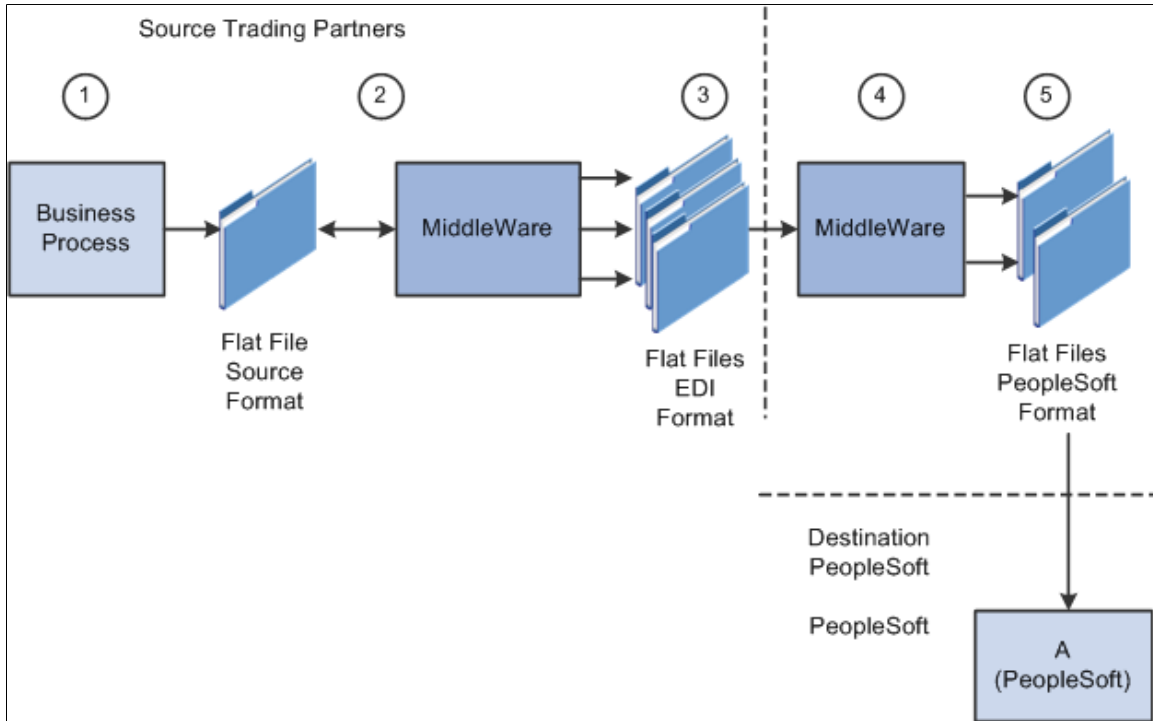 Source Trading Partners
1
2
3
4
5
Business
Process
MiddleWare
MiddleWare
Flat File
Source
Format
Flat Files
EDI
Format
Flat Files
PeopleSoft
Format
Destination
PeopleSoft
PeopleSoft
A
(PeopleSoft)